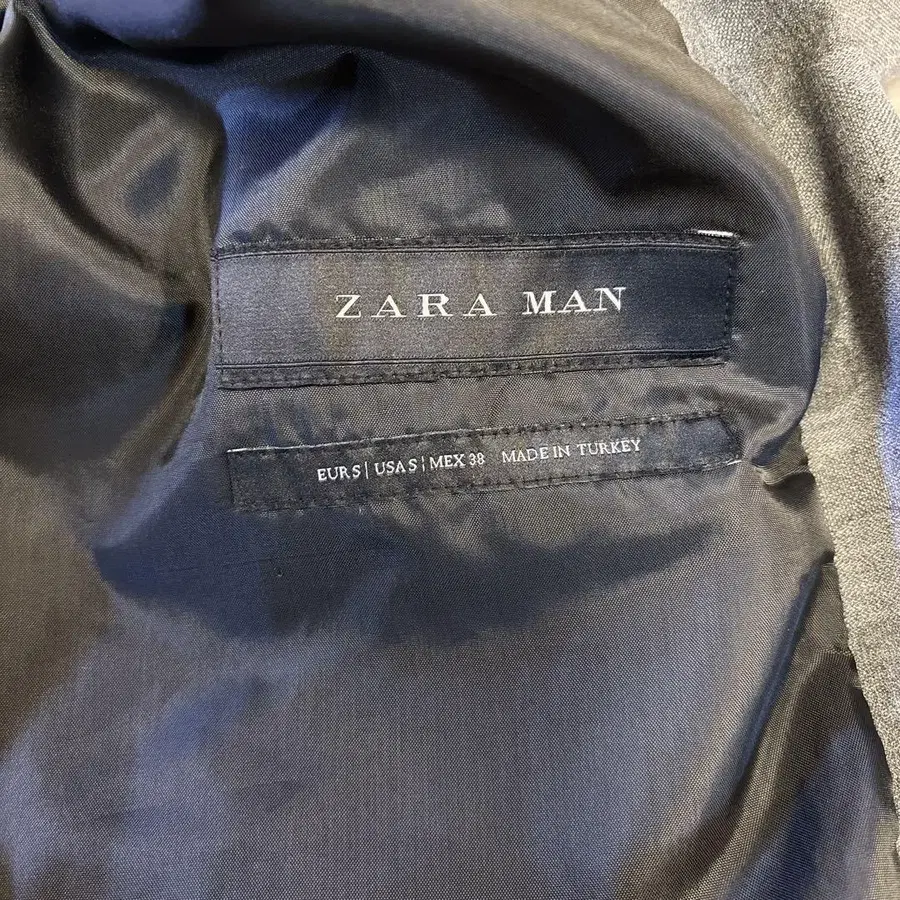 ZARA MAN
EUR S | USA S | MEX 38 MADE IN TURKEY